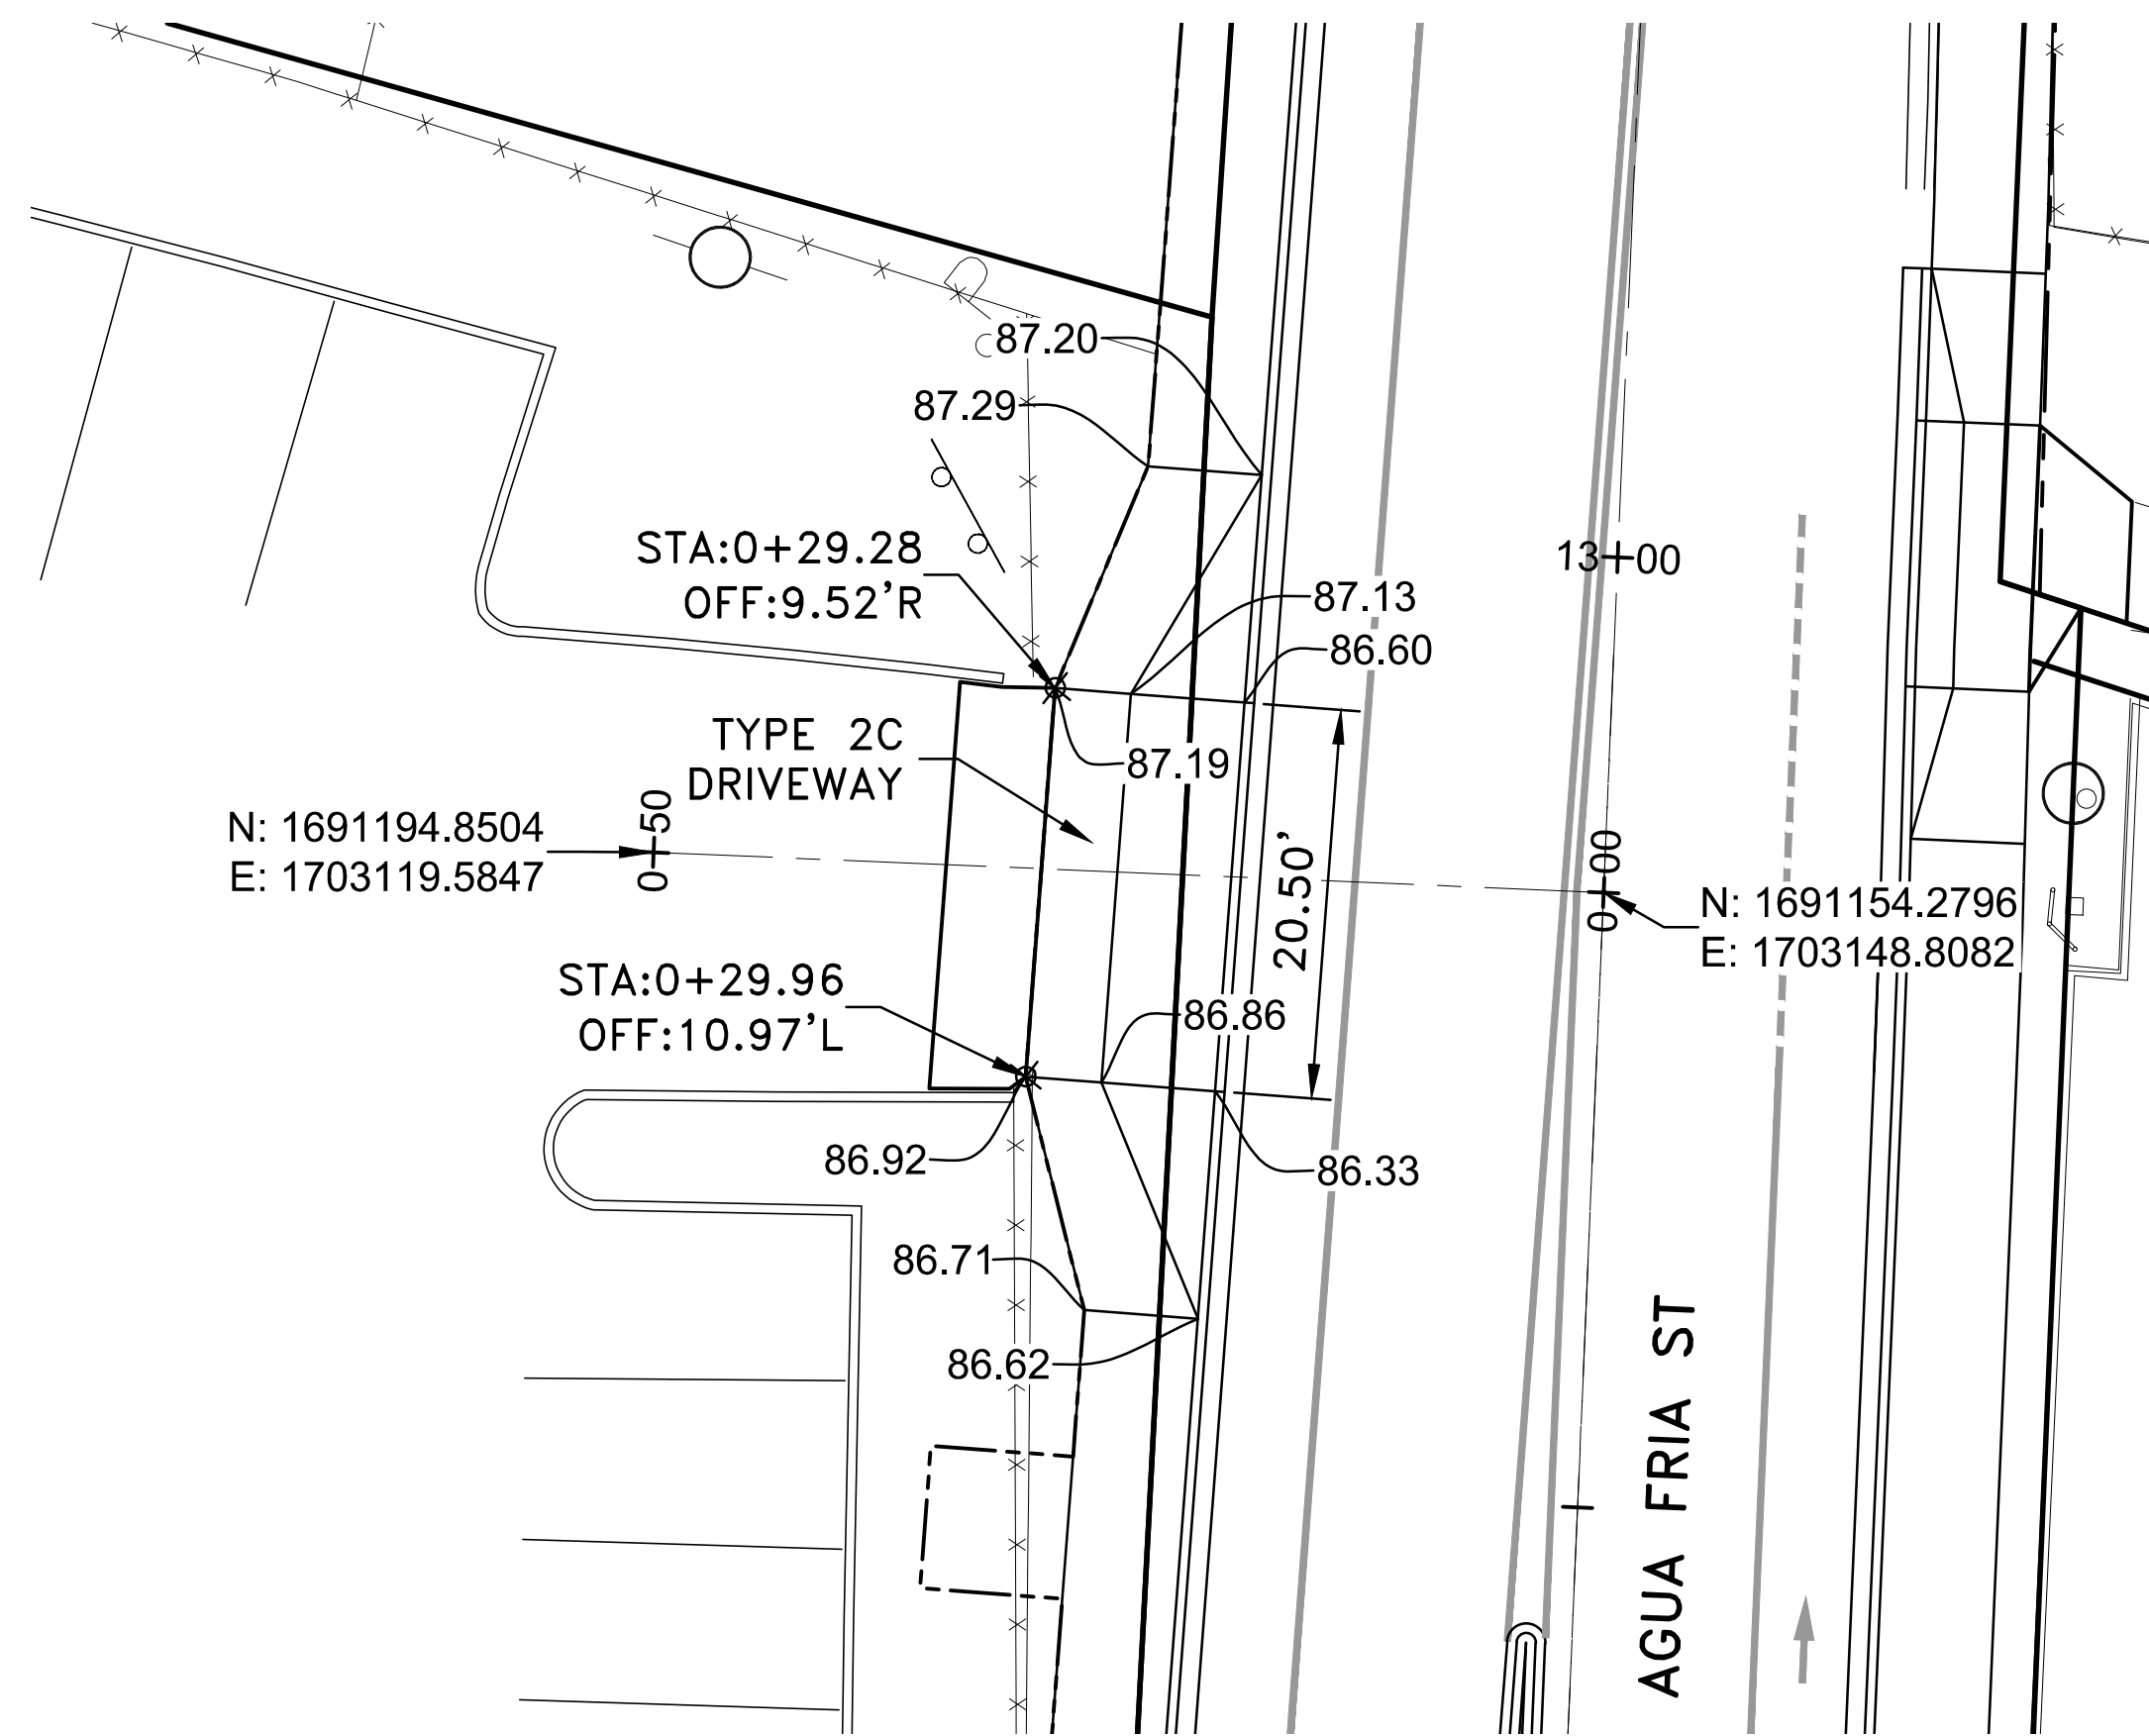 87.20
87.29
STA:0+29.28
OFF:9.52'R
13+00
87.13
86.60
TYPE 2C
DRIVEWAY
87.19
N: 1691194.8504
E: 1703119.5847
0+50
20.50'
0+00
N: 1691154.2796
E: 1703148.8082
STA:0+29.96
OFF:10.97'L
86.86
86.92
86.33
86.71
86.62
AGUA FRIA ST